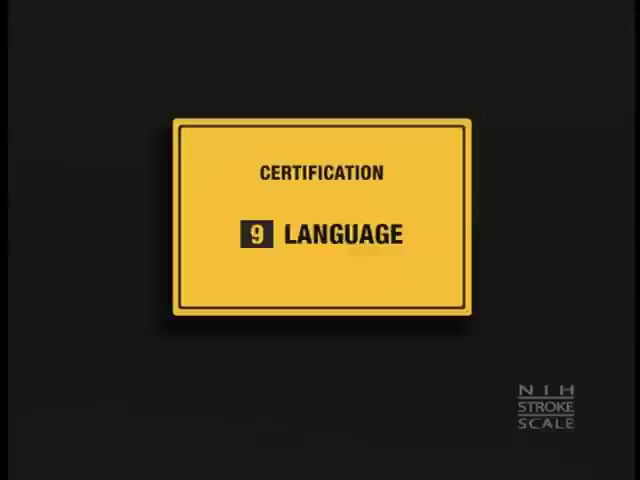 CERTIFICATION
9 LANGUAGE
NIH
STROKE
SCALE